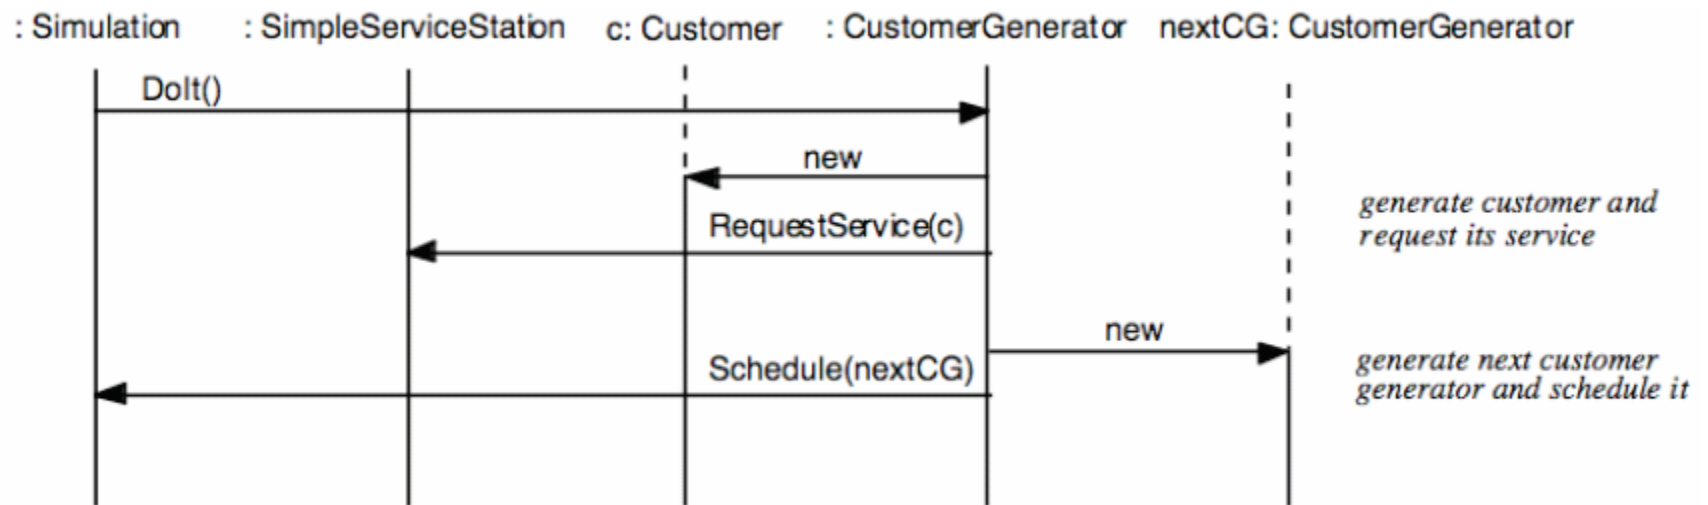 : Simulation
: SimpleServiceStation
c: Customer
: CustomerGenerator
nextCG: CustomerGenerator
DoIt()
new
RequestService(c)
generate customer and
request its service
new
Schedule(nextCG)
generate next customer
generator and schedule it